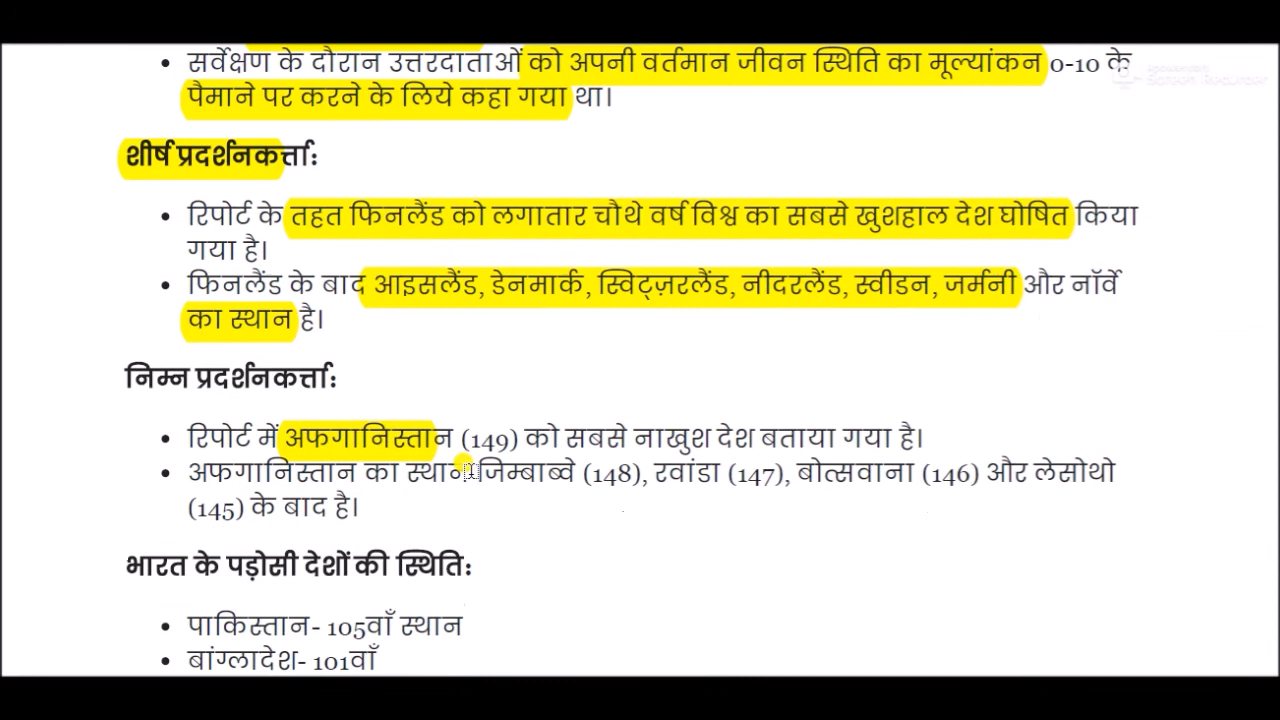 सर्वेक्षण के दौरान उत्तरदाताओं को अपनी वर्तमान जीवन स्थिति का मूल्यांकन 0-10 के
पैमाने पर करने के लिये कहा गया था।
शीर्ष प्रदर्शनकर्त्ता:
रिपोर्ट के तहत फिनलैंड को लगातार चौथे वर्ष विश्व का सबसे खुशहाल देश घोषित किया
गया है।
फिनलैंड के बाद आइसलैंड, डेनमार्क, स्विट्ज़रलैंड, नीदरलैंड, स्वीडन, जर्मनी और नॉर्वे
का स्थान है।
निम्न प्रदर्शनकर्त्ता:
रिपोर्ट में अफगानिस्तान (149) को सबसे नाखुश देश बताया गया है।
अफगानिस्तान का स्थान जिम्बाब्वे (148), रवांडा (147), बोत्सवाना (146) और लेसोथो
(145) के बाद है।
भारत के पड़ोसी देशों की स्थिति:
पाकिस्तान- 105वाँ स्थान
बांग्लादेश- 101वाँ